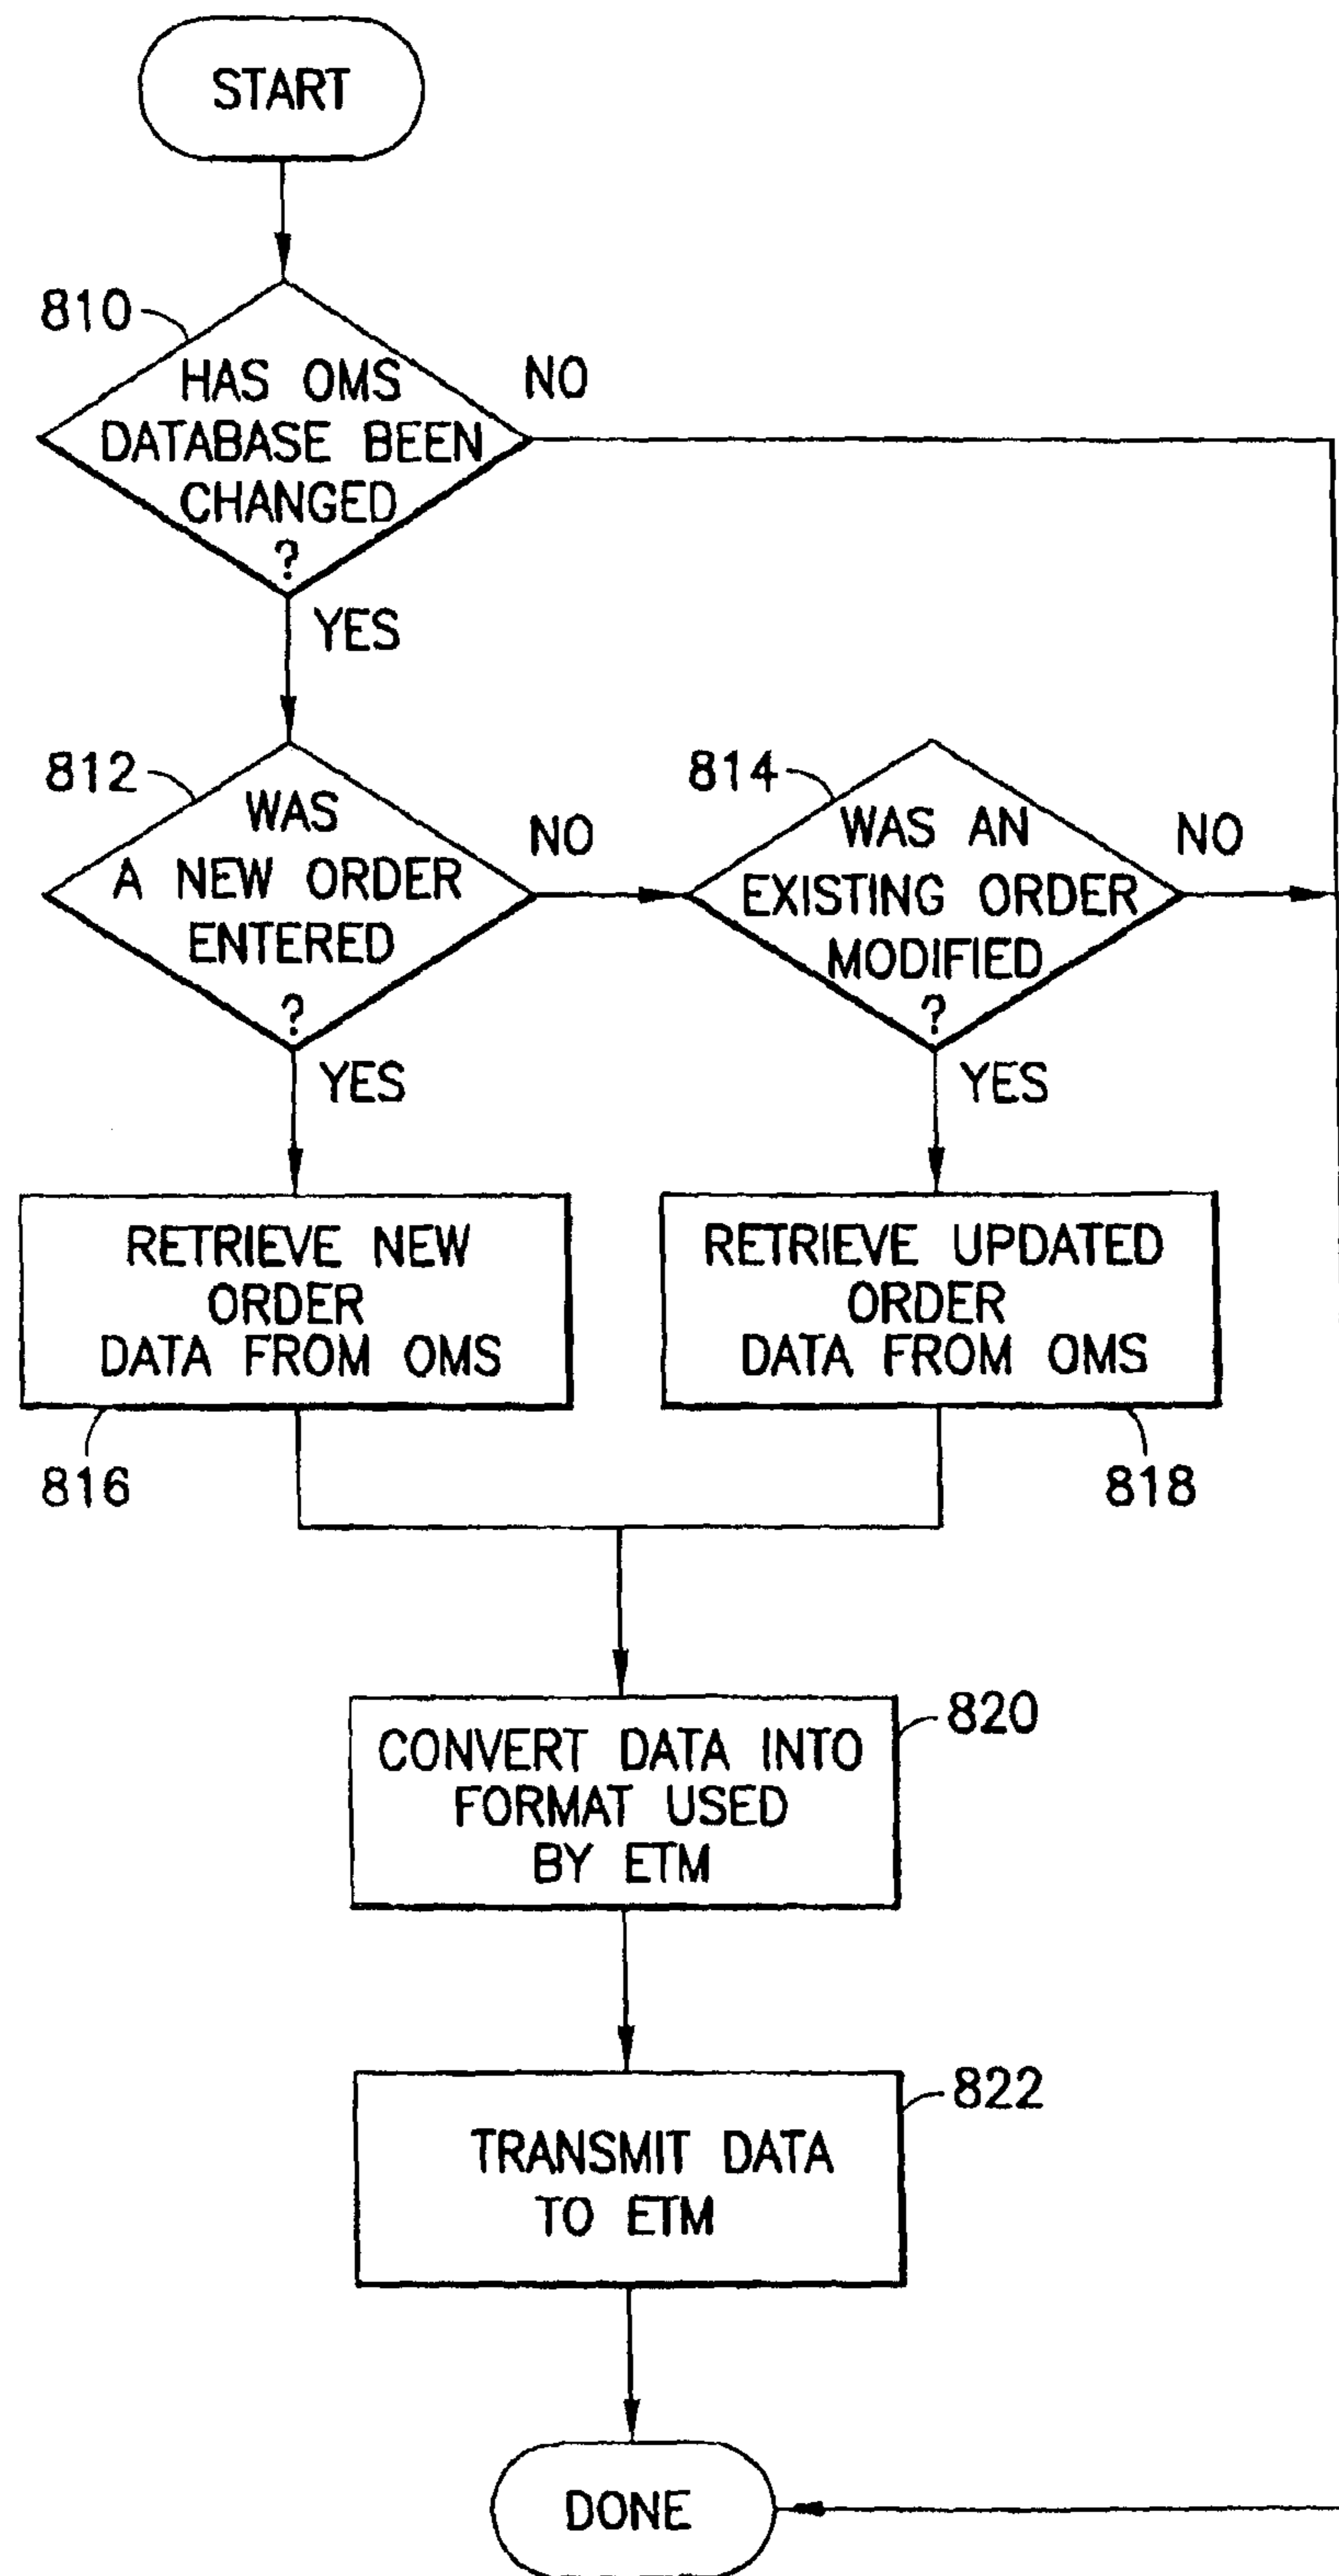 START
810
HAS OMS
DATABASE BEEN
CHANGED
?
NO
YES
812
WAS
A NEW ORDER
ENTERED
?
NO
YES
814
WAS AN
EXISTING ORDER
MODIFIED
?
NO
YES
RETRIEVE NEW
ORDER
DATA FROM OMS
816
RETRIEVE UPDATED
ORDER
DATA FROM OMS
818
CONVERT DATA INTO
FORMAT USED
BY ETM
820
TRANSMIT DATA
TO ETM
822
DONE